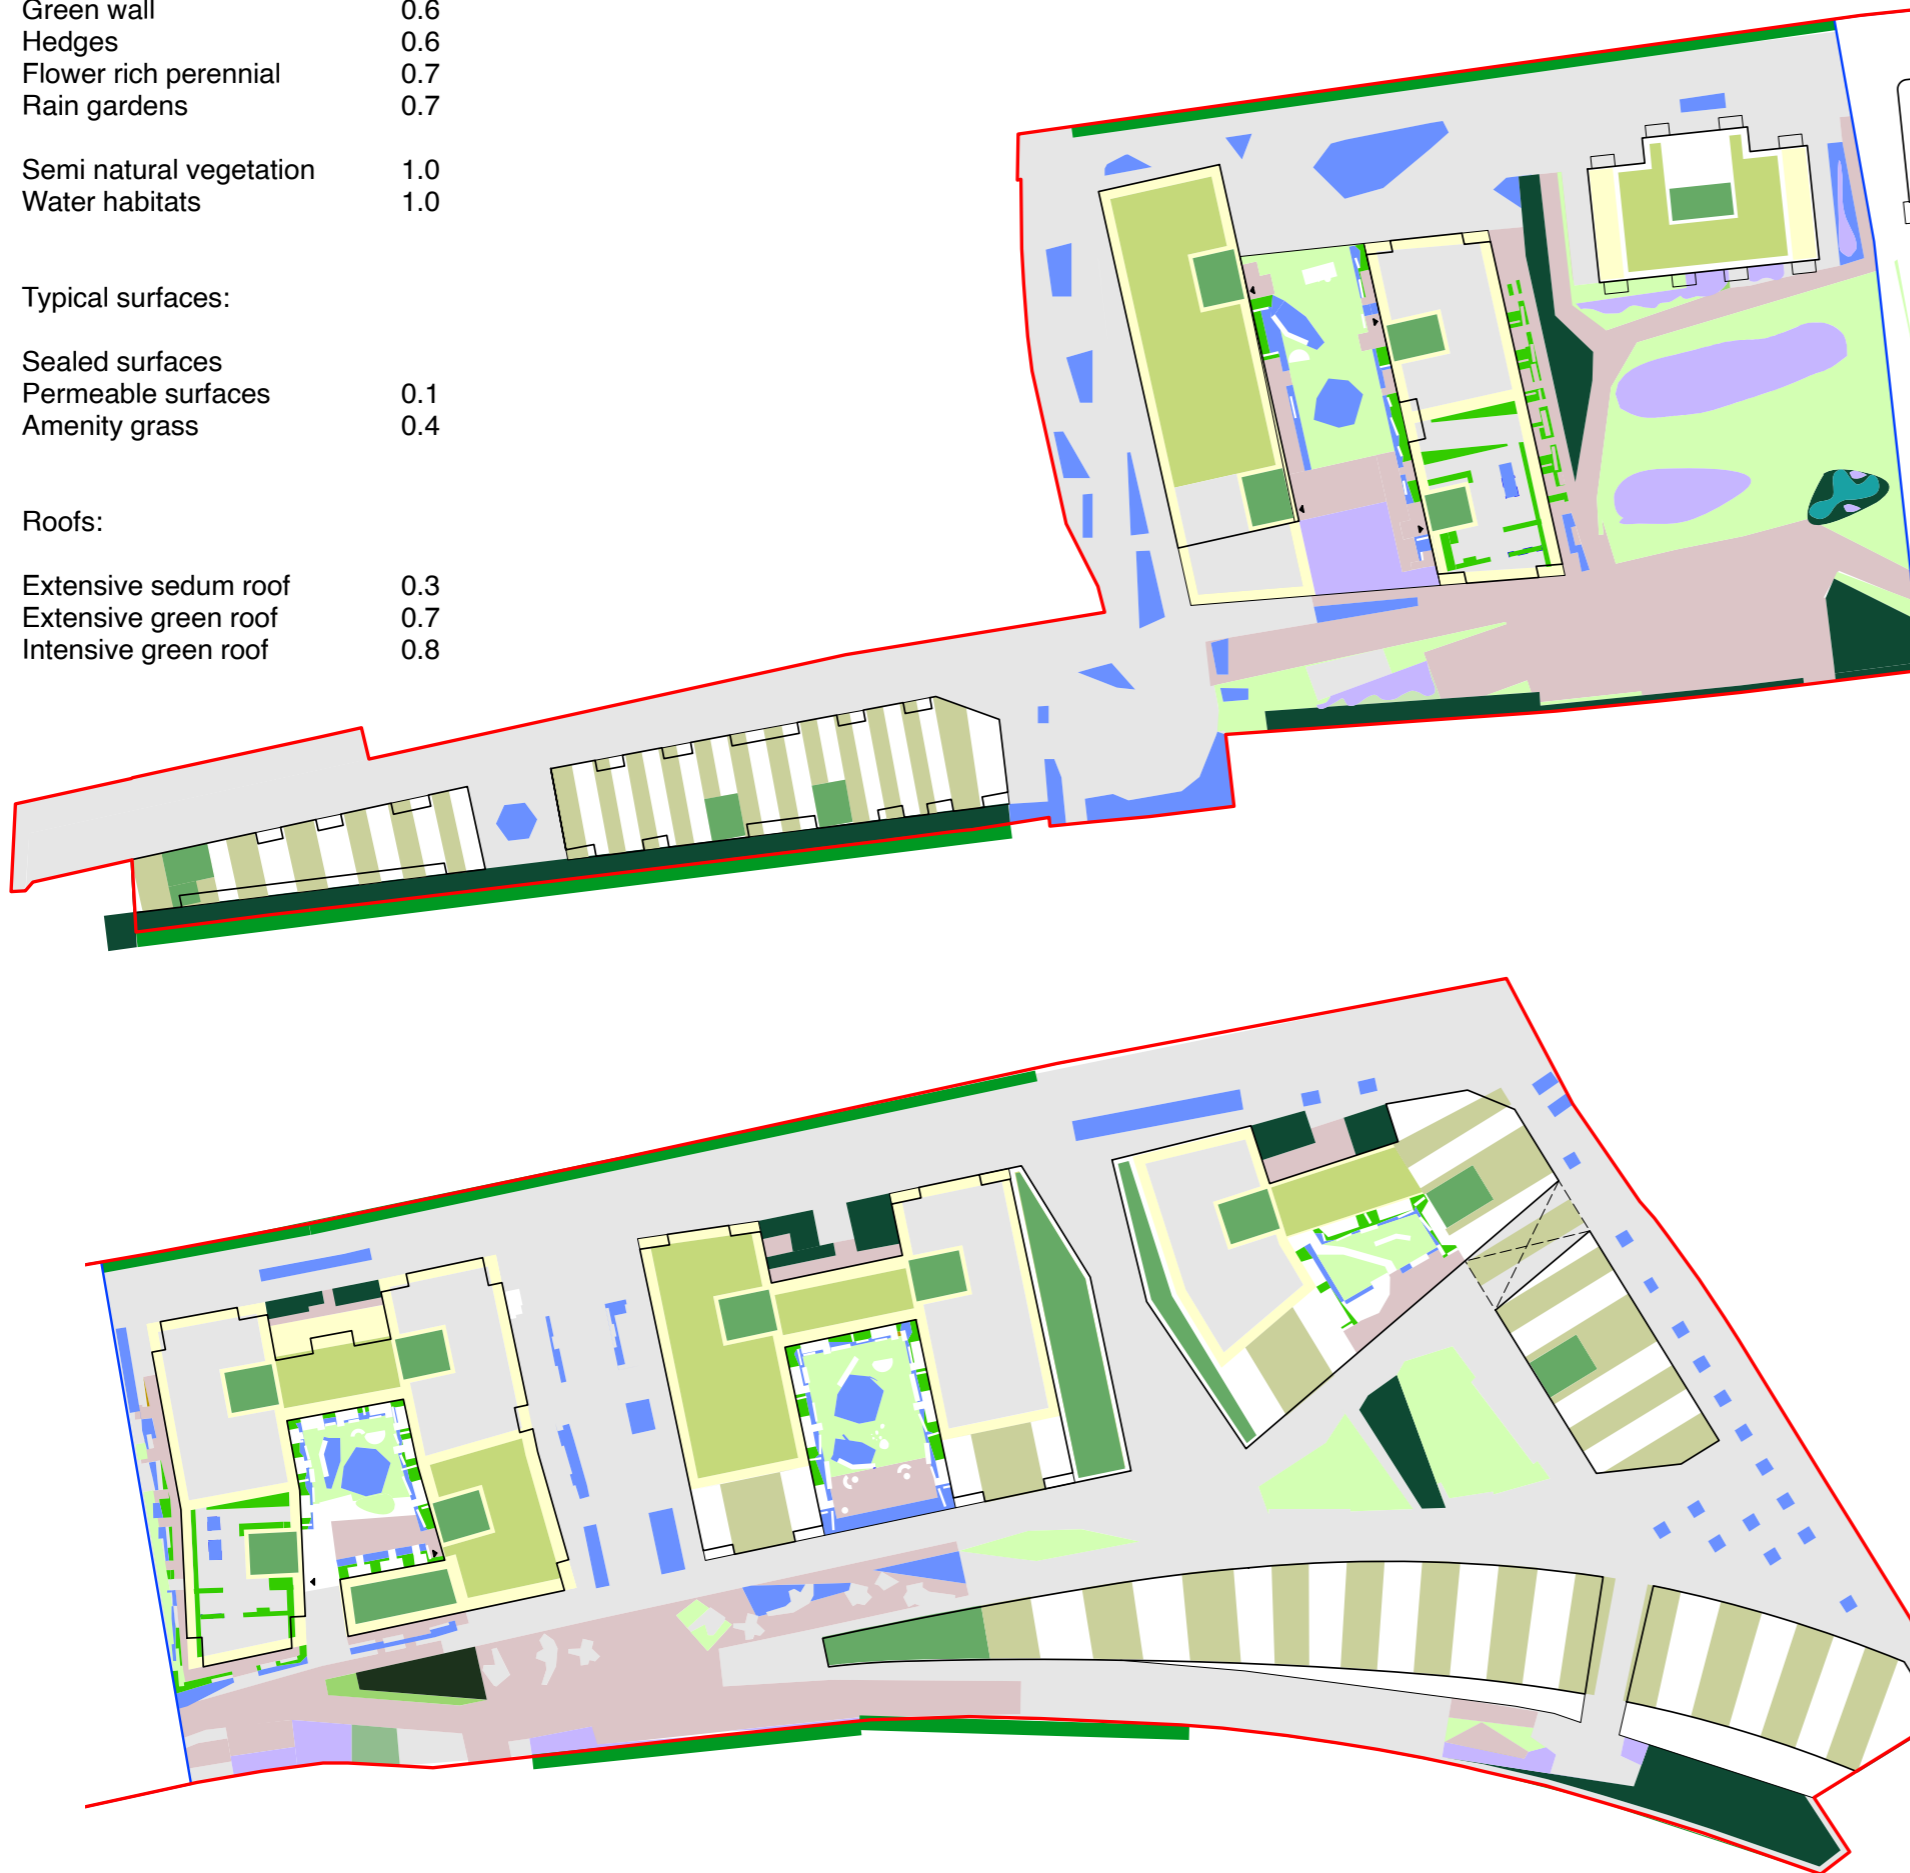 Green wall 0.6
Hedges 0.6
Flower rich perennial 0.7
Rain gardens 0.7
Semi natural vegetation 1.0
Water habitats 1.0
Typical surfaces:
Sealed surfaces
Permeable surfaces 0.1
Amenity grass 0.4
Roofs:
Extensive sedum roof 0.3
Extensive green roof 0.7
Intensive green roof 0.8